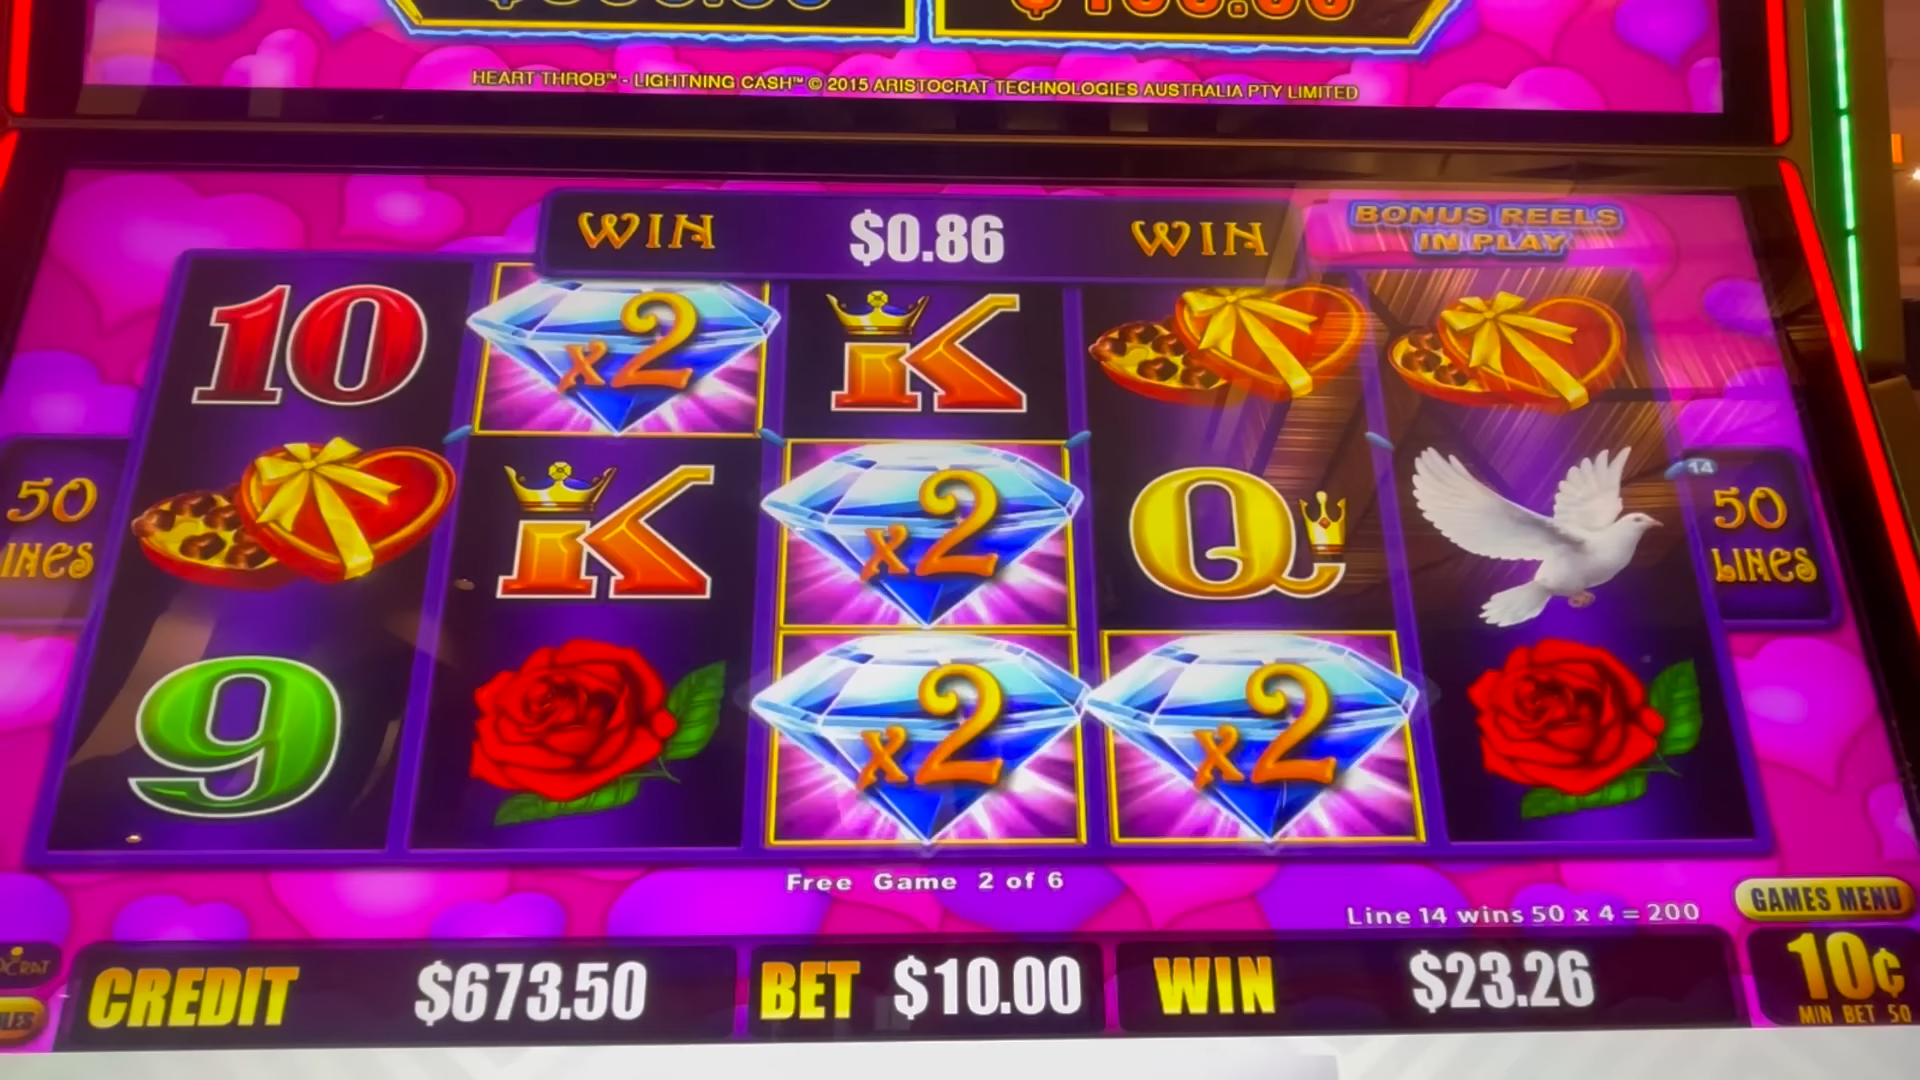 HEART THROB™ - LIGHTNING CASH™ © 2015 ARISTOCRAT TECHNOLOGIES AUSTRALIA PTY LIMITED
WIN $0.86 WIN
BONUS REELS
IN PLAY
10
x2
K
50
INES
K
x2
Q
14
50
LINES
9
x2
x2
Free Game 2 of 6
Line 14 wins 50 x 4 = 200
GAMES MENU
CREDIT $673.50
BET $10.00
WIN $23.26
10¢
MIN BET 50